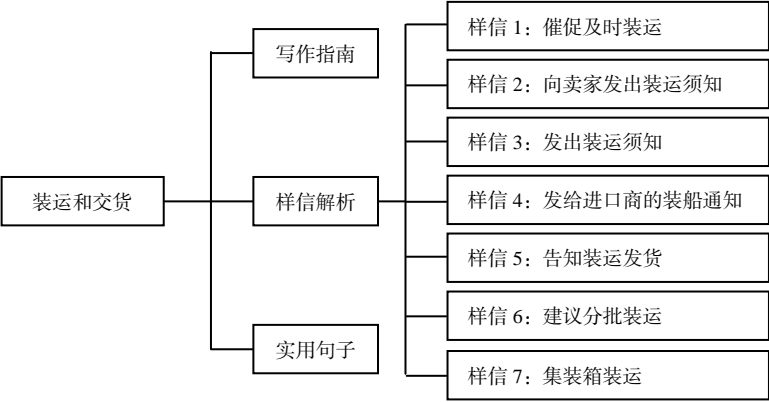 装运和交货
写作指南
样信解析
实用句子
样信 1：催促及时装运
样信 2：向卖家发出装运须知
样信 3：发出装运须知
样信 4：发给进口商的装船通知
样信 5：告知装运发货
样信 6：建议分批装运
样信 7：集装箱装运